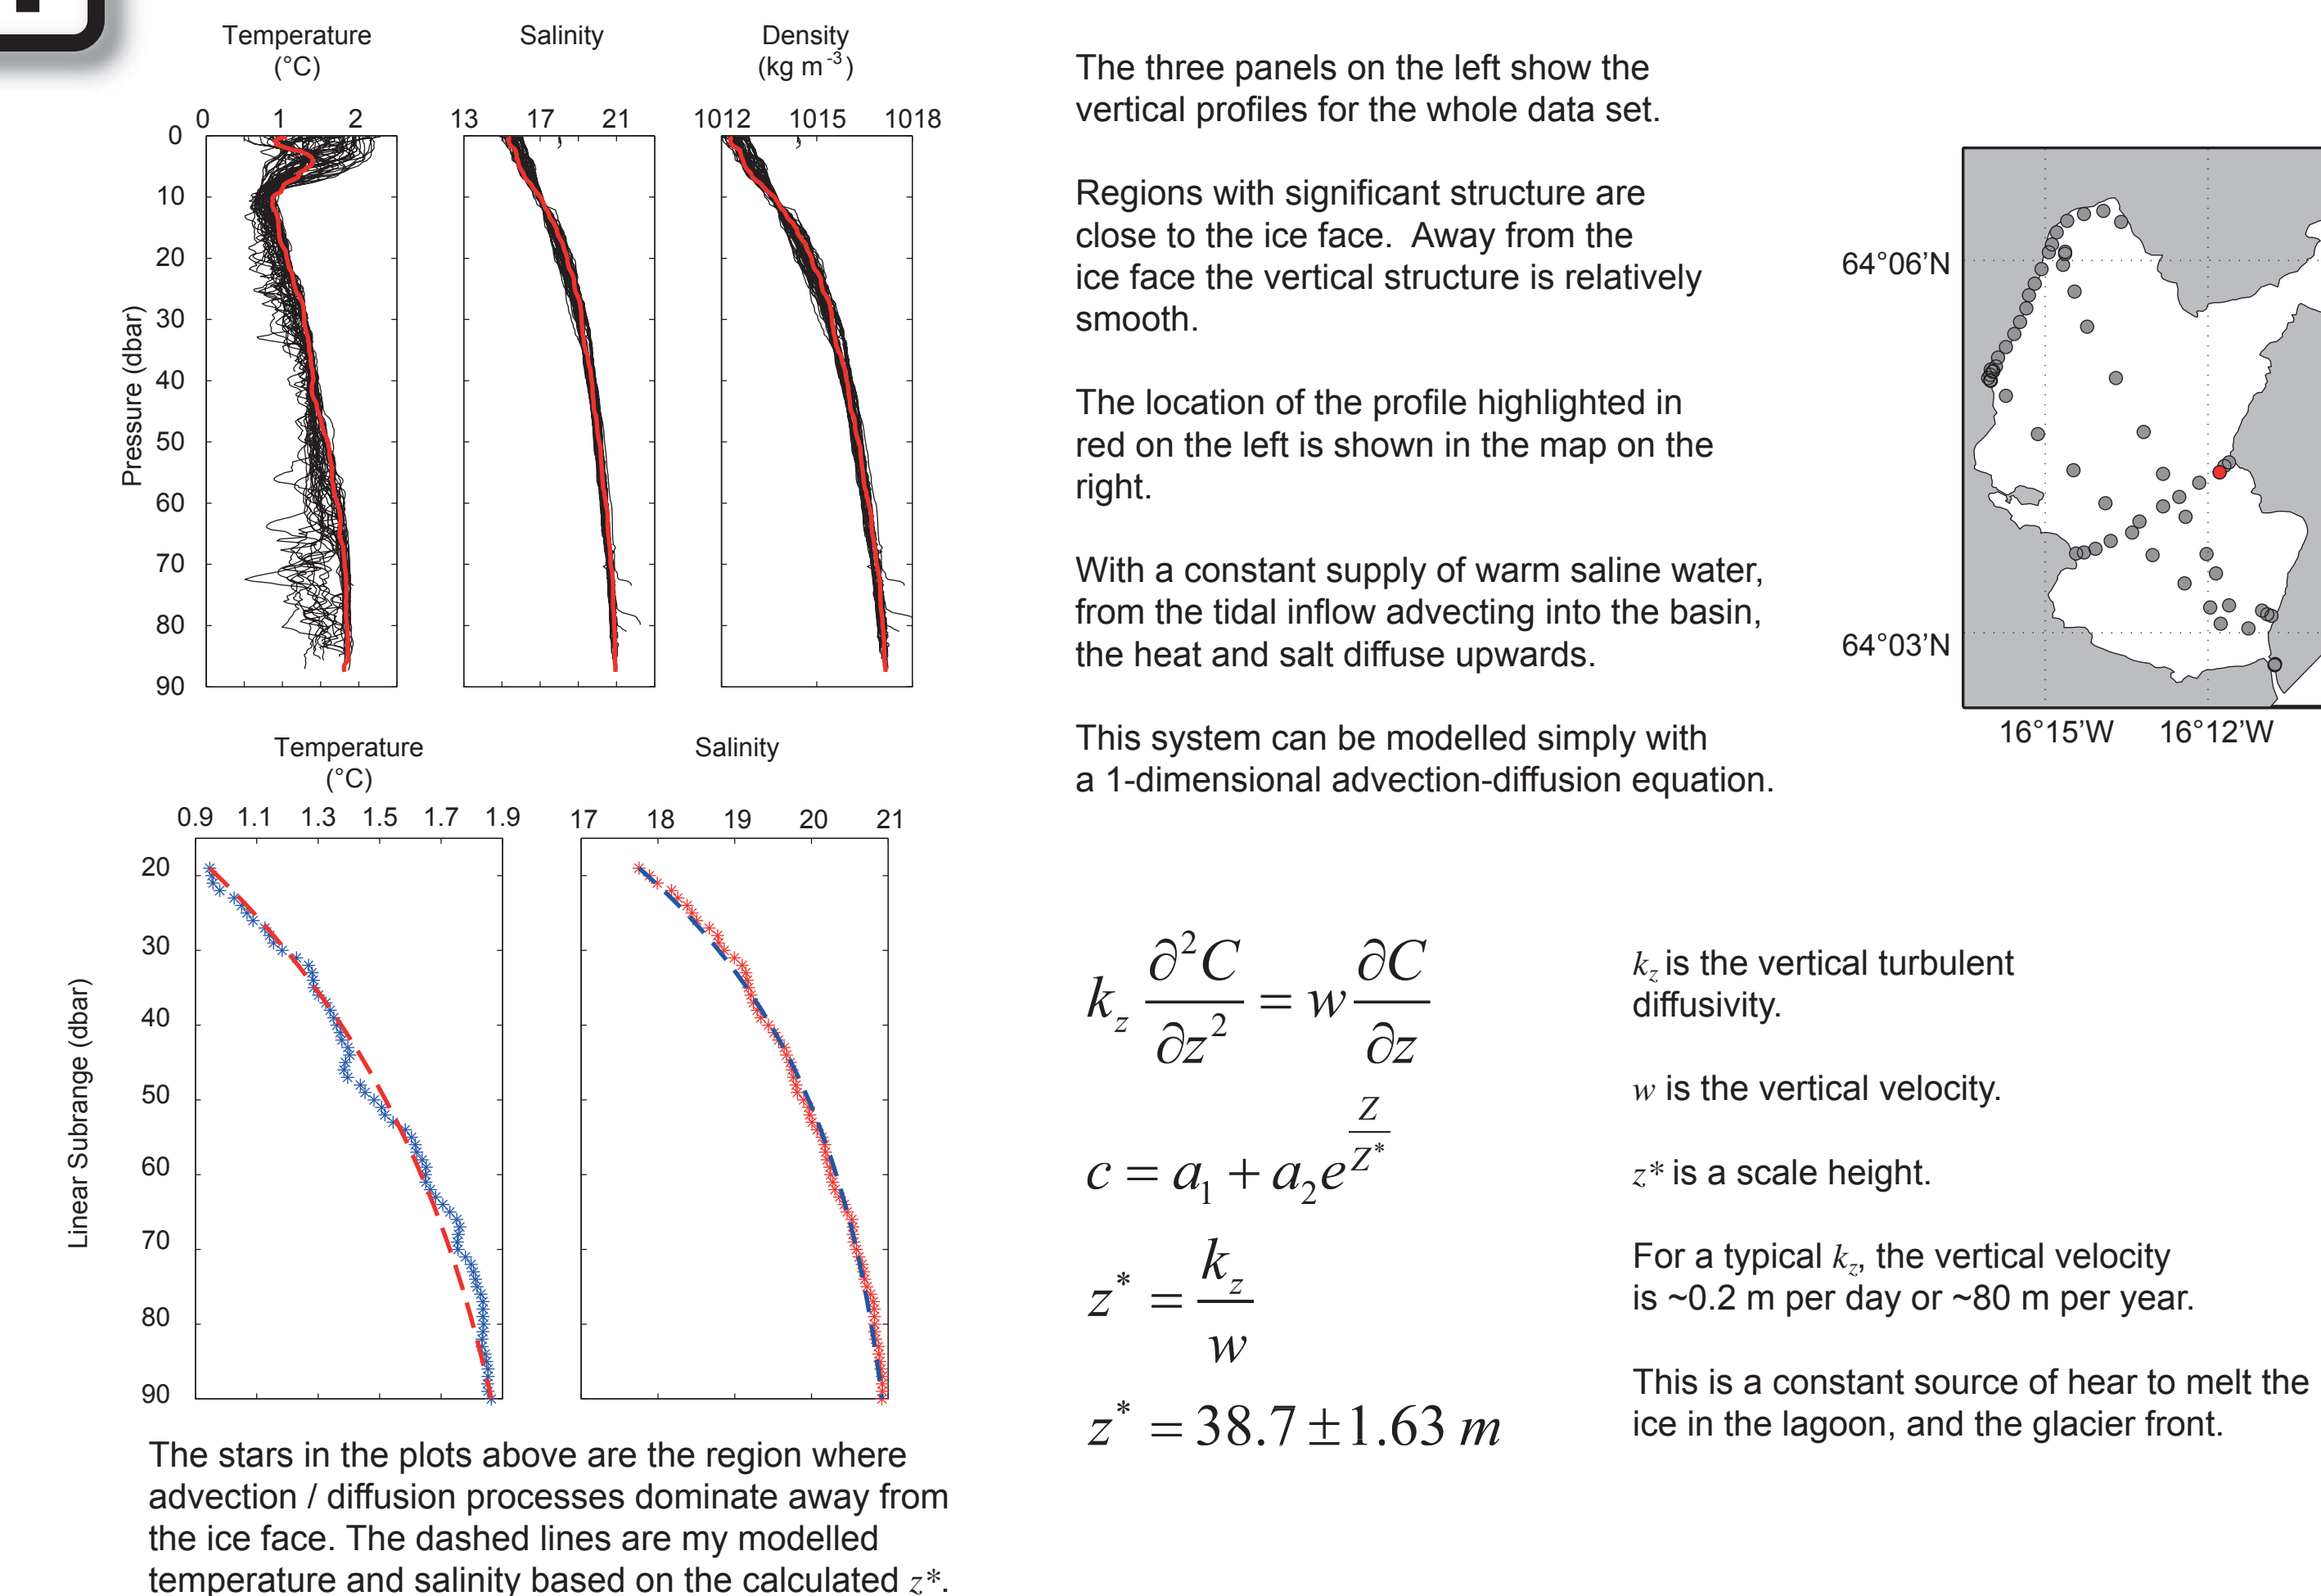 Temperature
(°C)
Salinity
Density
(kg m-3)
0 1 2
13 17 21
1012 1015 1018
Pressure (dbar)
0
10
20
30
40
50
60
70
80
90
Temperature
(°C)
Salinity
0.9 1.1 1.3 1.5 1.7 1.9
17 18 19 20 21
Linear Subrange (dbar)
20
30
40
50
60
70
80
90
The stars in the plots above are the region where
advection / diffusion processes dominate away from
the ice face. The dashed lines are my modelled
temperature and salinity based on the calculated z*.
The three panels on the left show the
vertical profiles for the whole data set.
Regions with significant structure are
close to the ice face. Away from the
ice face the vertical structure is relatively
smooth.
The location of the profile highlighted in
red on the left is shown in the map on the
right.
With a constant supply of warm saline water,
from the tidal inflow advecting into the basin,
the heat and salt diffuse upwards.
This system can be modelled simply with
a 1-dimensional advection-diffusion equation.
64°06'N
64°03'N
16°15'W 16°12'W
k_z ∂²C/∂z² = w ∂C/∂z
c = a₁ + a₂e^(Z/Z*)
z* = k_z/w
z* = 38.7 ± 1.63 m
k_z is the vertical turbulent
diffusivity.
w is the vertical velocity.
z* is a scale height.
For a typical k_z, the vertical velocity
is ~0.2 m per day or ~80 m per year.
This is a constant source of hear to melt the
ice in the lagoon, and the glacier front.